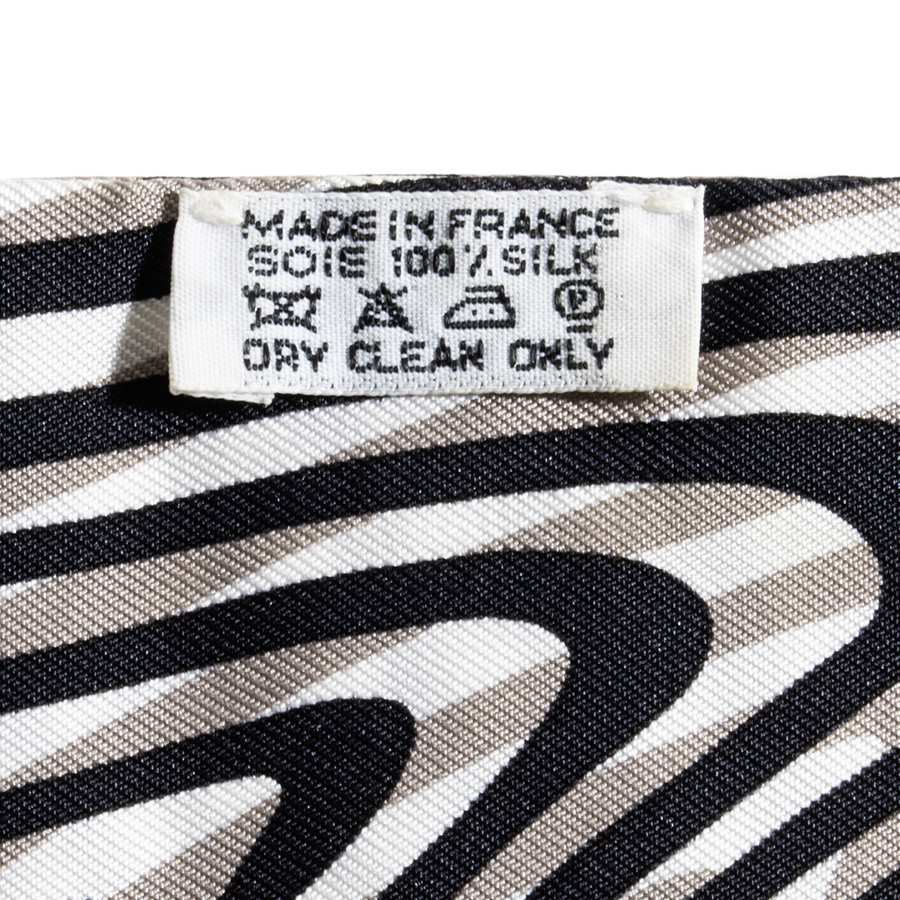 MADE IN FRANCE
SOIE 100% SILK
P
DRY CLEAN ONLY